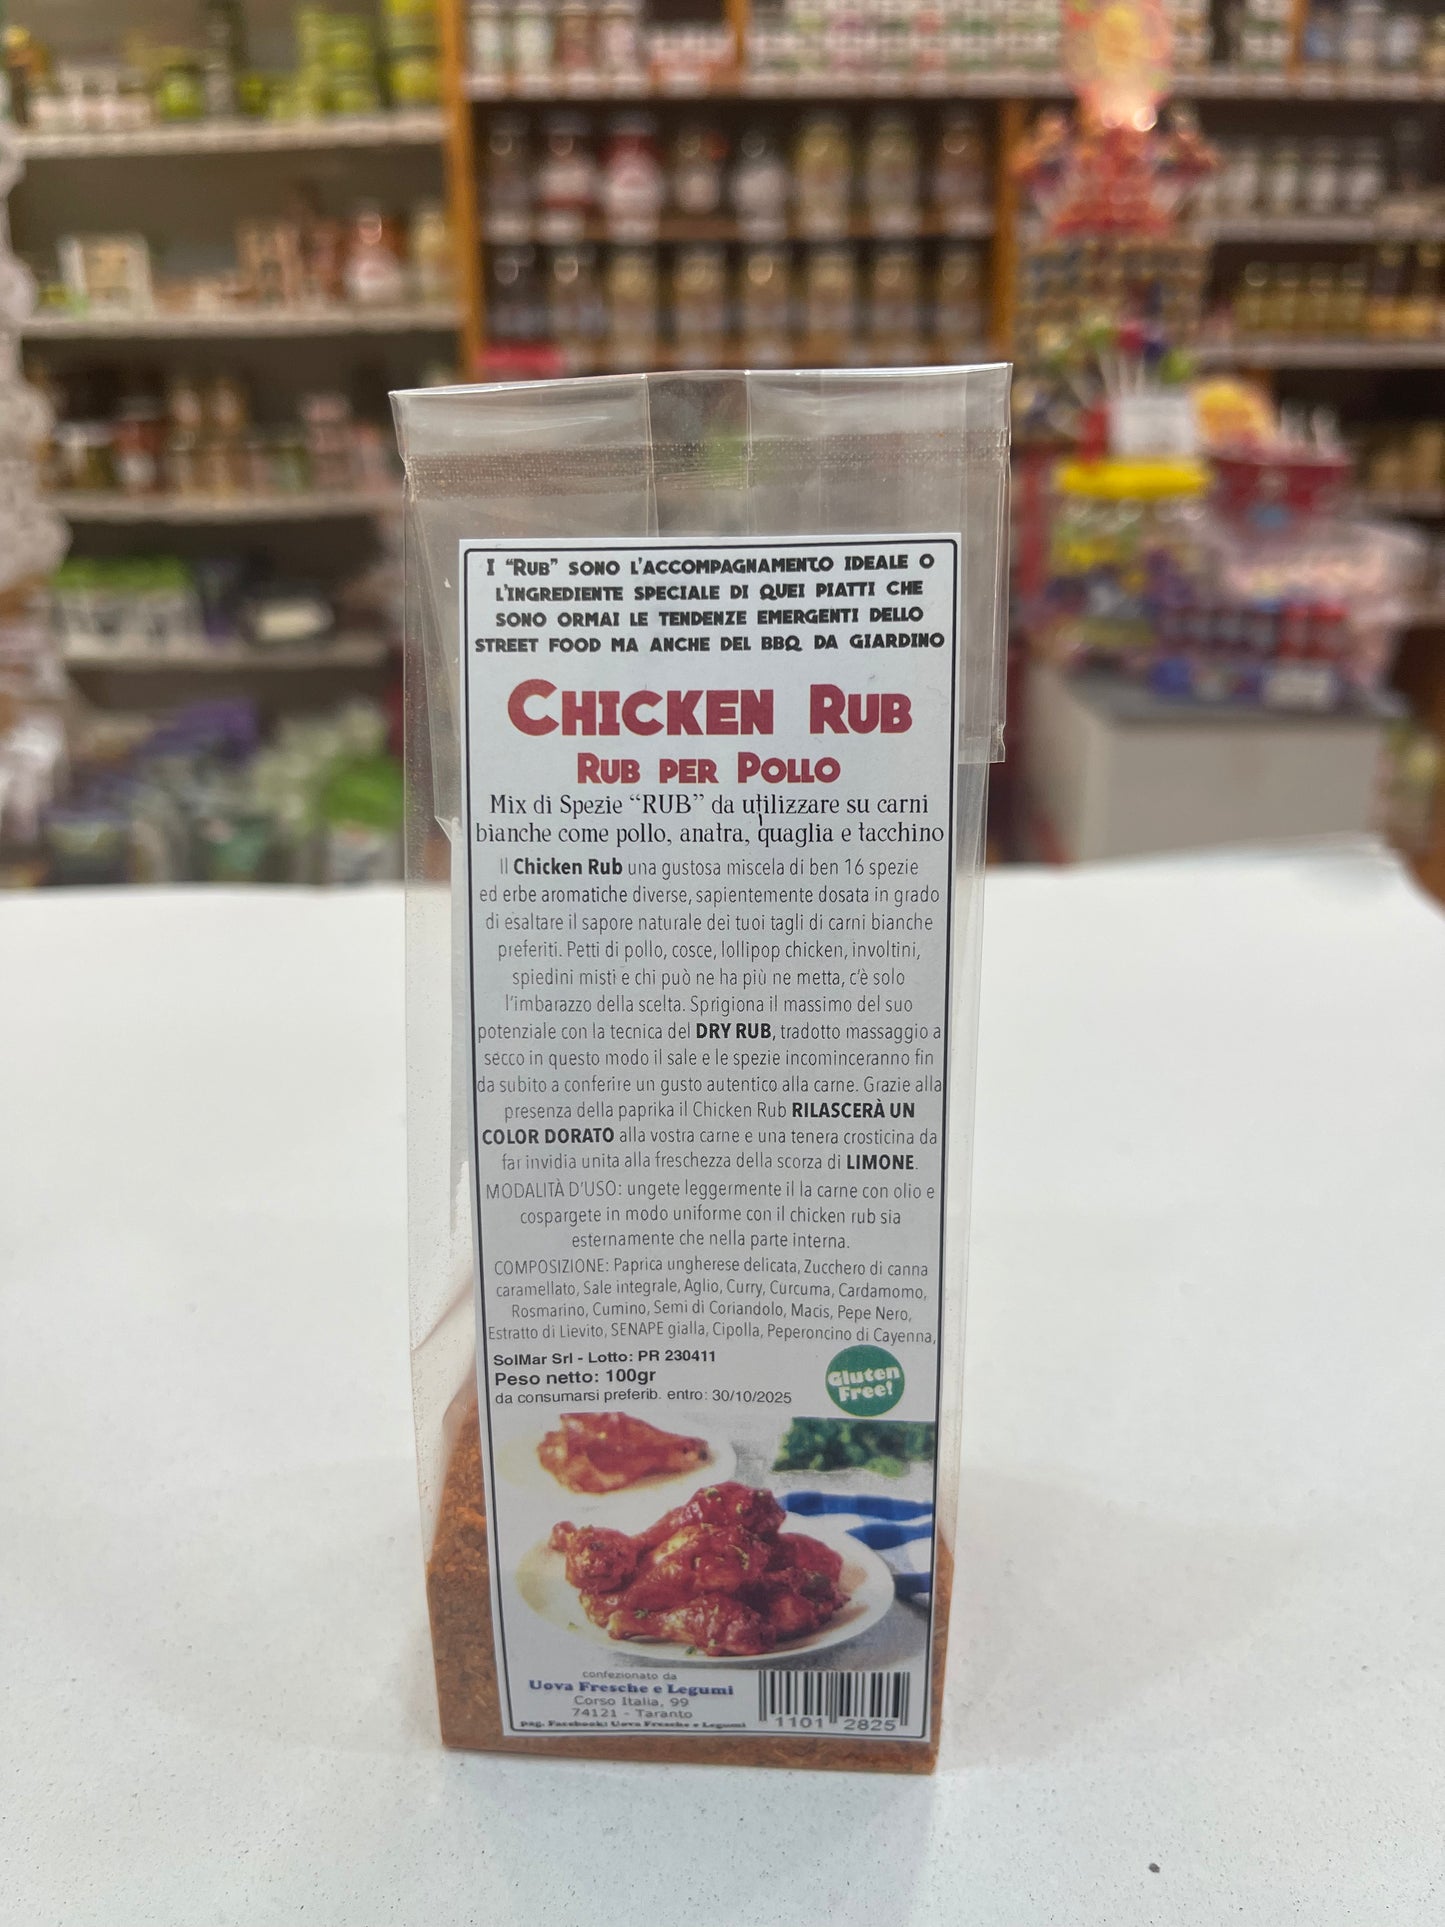 I “Rub” SONO L'ACCOMPAGNAMENTO IDEALE O
L'INGREDIENTE SPECIALE DI QUEI PIATTI CHE
SONO ORMAI LE TENDENZE EMERGENTI DELLO
STREET FOOD MA ANCHE DEL BBQ DA GIARDINO
CHICKEN RUB
RUB PER POLLO
Mix di Spezie “RUB” da utilizzare su carni
bianche come pollo, anatra, quaglia e tacchino
Il Chicken Rub una gustosa miscela di ben 16 spezie
ed erbe aromatiche diverse, sapientemente dosata in grado
di esaltare il sapore naturale dei tuoi tagli di carni bianche
preferiti. Petti di pollo, cosce, lollipop chicken, involtini,
spiedini misti e chi può ne ha più ne metta, c'è solo
l'imbarazzo della scelta. Sprigiona il massimo del suo
potenziale con la tecnica del DRY RUB, tradotto massaggio a
secco in questo modo il sale e le spezie incominceranno fin
da subito a conferire un gusto autentico alla carne. Grazie alla
presenza della paprika il Chicken Rub RILASCERÀ UN
COLOR DORATO alla vostra carne e una tenera crosticina da
far invidia unita alla freschezza della scorza di LIMONE.
MODALITÀ D'USO: ungete leggermente il la carne con olio e
cospargete in modo uniforme con il chicken rub sia
esternamente che nella parte interna.
COMPOSIZIONE: Paprica ungherese delicata, Zucchero di canna
caramellato, Sale integrale, Aglio, Curry, Curcuma, Cardamomo,
Rosmarino, Cumino, Semi di Coriandolo, Macis, Pepe Nero,
Estratto di Lievito, SENAPE gialla, Cipolla, Peperoncino di Cayenna,
SolMar Srl - Lotto: PR 230411
Peso netto: 100gr
da consumarsi preferib. entro: 30/10/2025
Gluten
Free!
confezionato da
Uova Fresche e Legumi
Corso Italia, 99
74121 - Taranto
pag. Facebook: Uova Fresche e Legumi
1101 2825